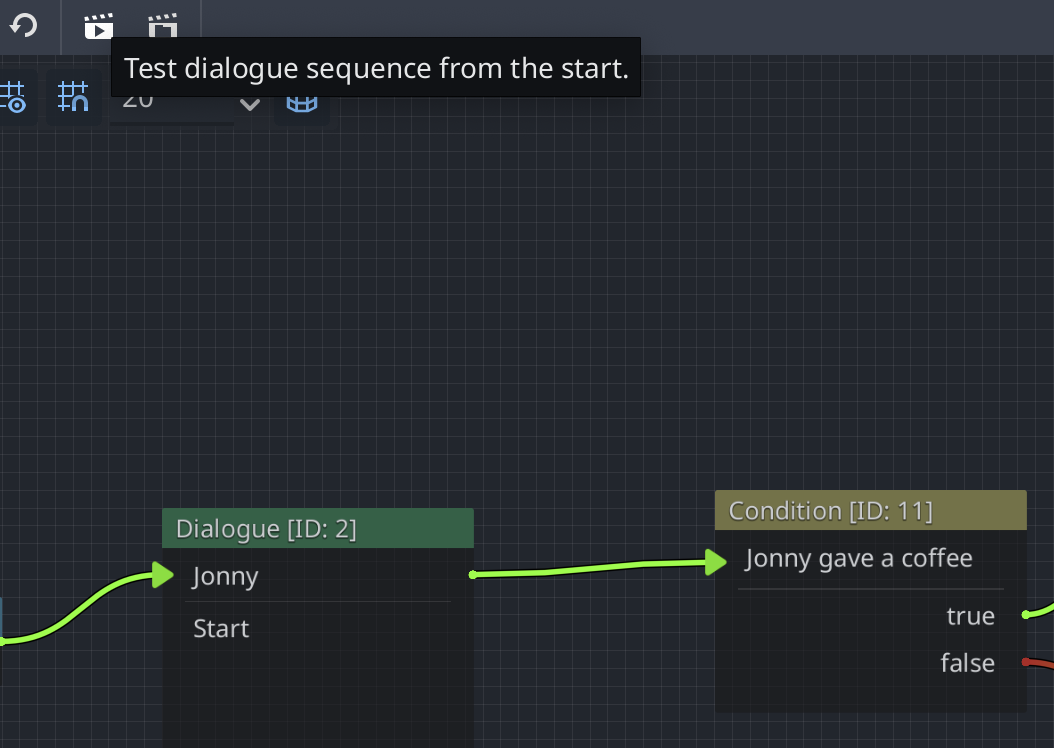 Test dialogue sequence from the start.
20
Dialogue [ID: 2]
Jonny
Start
Condition [ID: 11]
Jonny gave a coffee
true
false